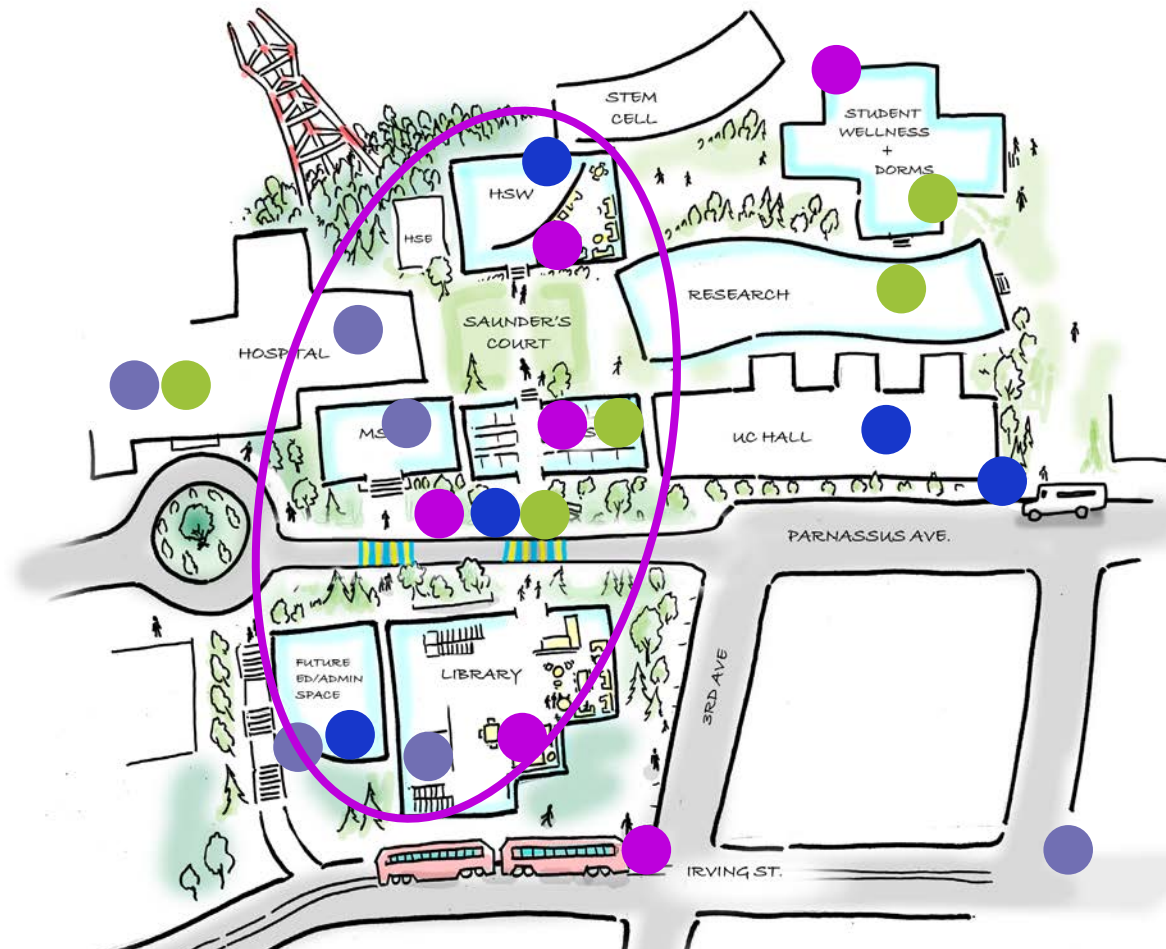 STEM
CELL
STUDENT
WELLNESS
+
DORMS
HSW
HSE
RESEARCH
SAUNDER'S
COURT
HOSPITAL
UC HALL
PARNASSUS AVE.
FUTURE
ED/ADMIN
SPACE
LIBRARY
3RD AVE
IRVING ST.